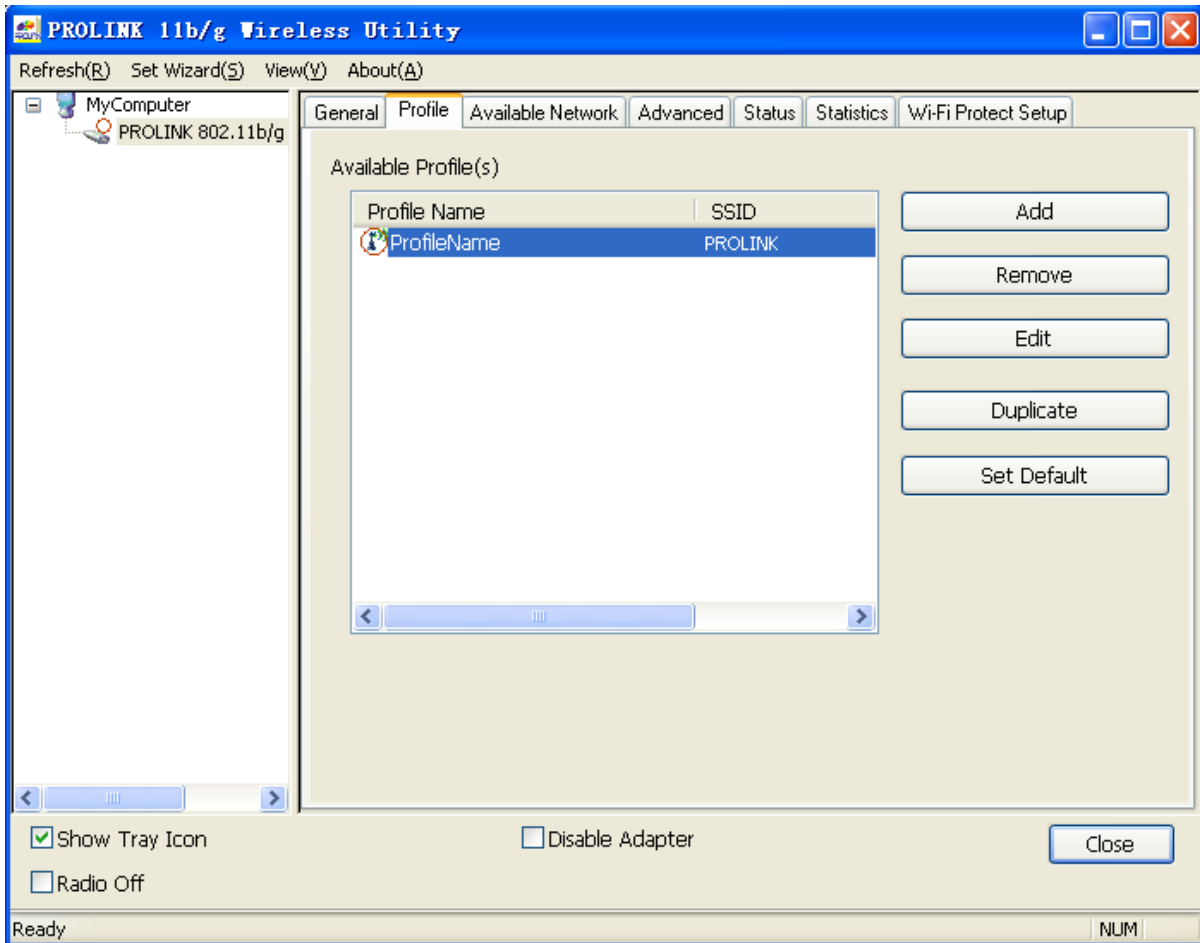 PROLINK 11b/g Wireless Utility
Refresh(R) Set Wizard(S) View(V) About(A)
MyComputer
PROLINK 802.11b/g
General Profile Available Network Advanced Status Statistics Wi-Fi Protect Setup
Available Profile(s)
Profile Name SSID
ProfileName PROLINK
Add
Remove
Edit
Duplicate
Set Default
Show Tray Icon Disable Adapter Close
Radio Off
Ready NUM